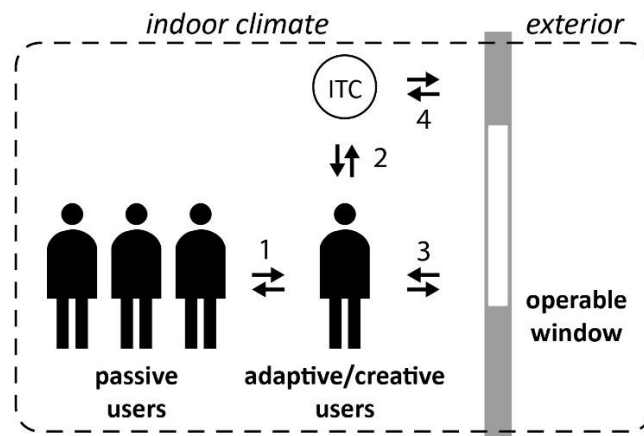 indoor climate
exterior
ITC
4
2
1
3
operable
window
passive
users
adaptive/creative
users